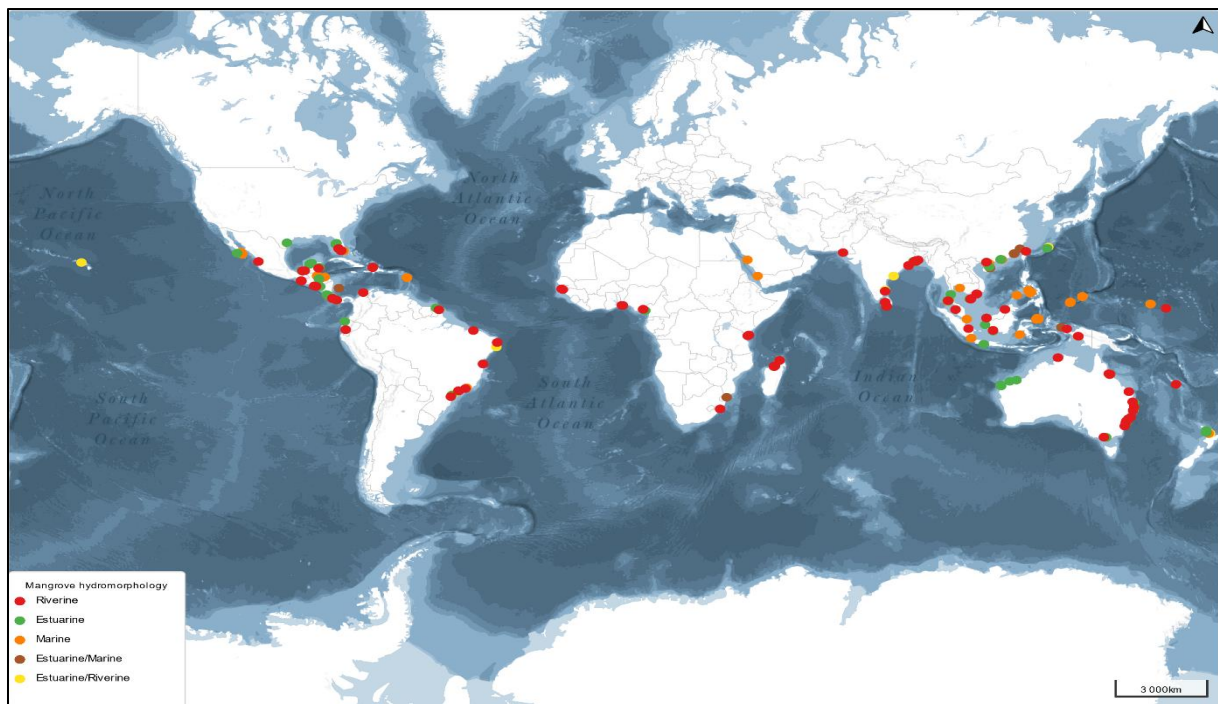 North
Pacific
Ocean
North
Atlantic
Ocean
South
Pacific
Ocean
South
Atlantic
Ocean
Indian
Ocean
Mangrove hydromorphology
Riverine
Estuarine
Marine
Estuarine/Marine
Estuarine/Riverine
3 000km